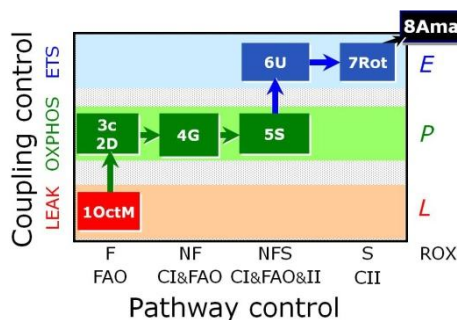 8Ama
Coupling control
ETS
6U
7Rot
E
OXPHOS
3c
2D
4G
5S
P
LEAK
1OctM
L
F NF NFS S ROX
FAO CI&FAO CI&FAO&II CII
Pathway control